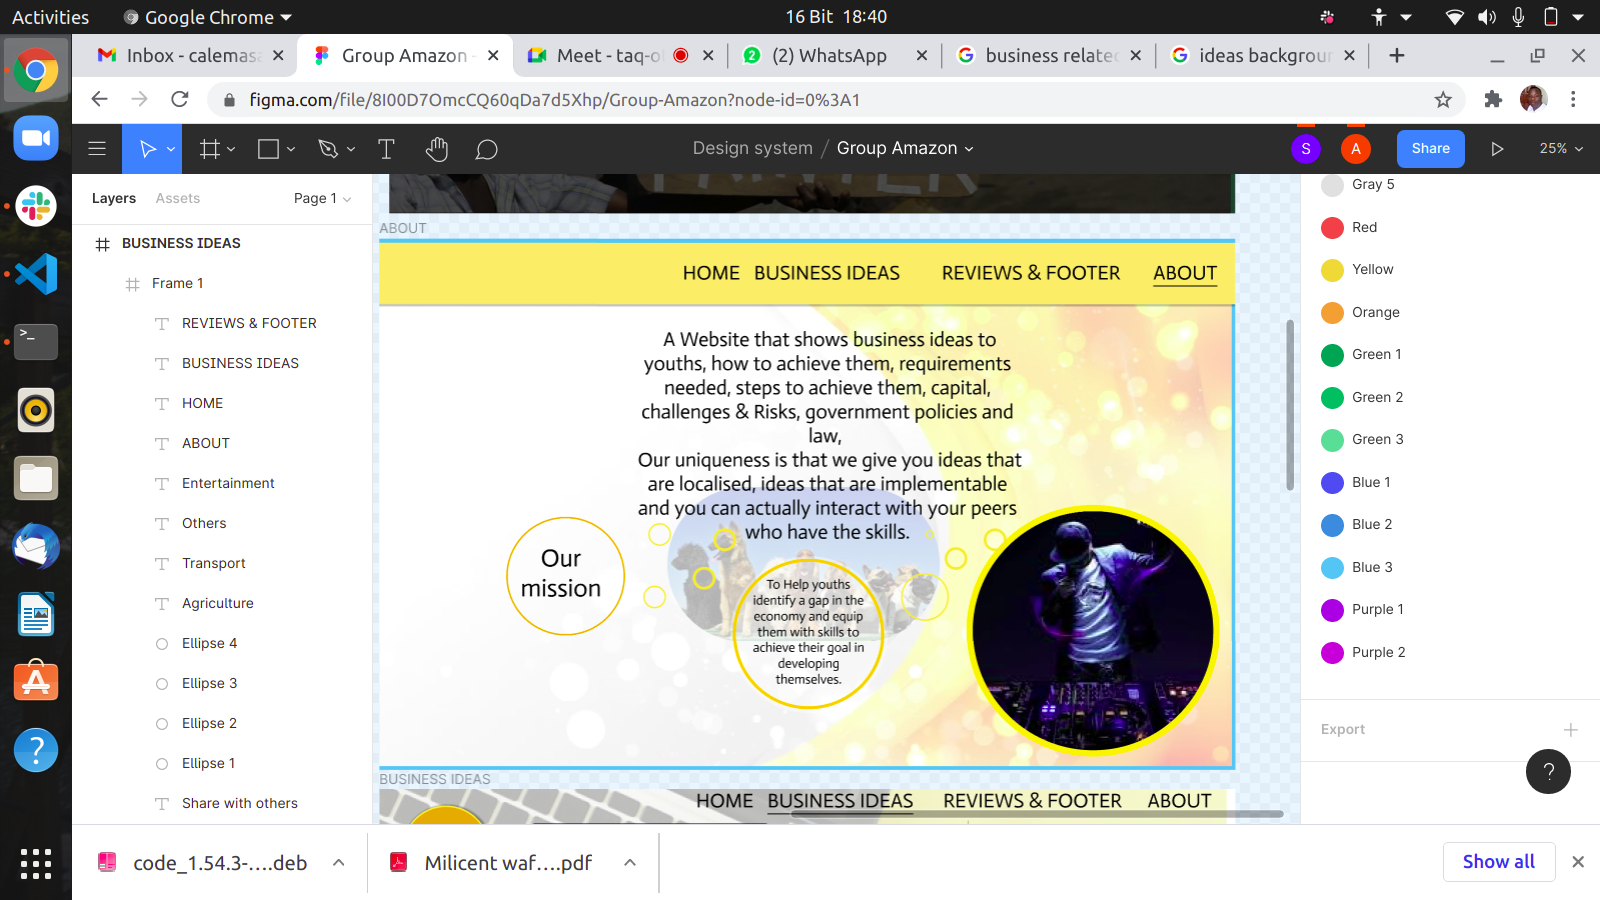 Activities
Google Chrome
16 Bit 18:40
Inbox - calemasa
Group Amazon -
Meet - taq-ol
(2) WhatsApp
business related
ideas backgroun
figma.com/file/8I00D7OmcCQ60qDa7d5Xhp/Group-Amazon?node-id=0%3A1
Design system / Group Amazon
S
A
Share
25%
Layers
Assets
Page 1
BUSINESS IDEAS
Frame 1
REVIEWS & FOOTER
BUSINESS IDEAS
HOME
ABOUT
Entertainment
Others
Transport
Agriculture
Ellipse 4
Ellipse 3
Ellipse 2
Ellipse 1
Share with others
ABOUT
HOME BUSINESS IDEAS REVIEWS & FOOTER ABOUT
A Website that shows business ideas to
youths, how to achieve them, requirements
needed, steps to achieve them, capital,
challenges & Risks, government policies and
law,
Our uniqueness is that we give you ideas that
are localised, ideas that are implementable
and you can actually interact with your peers
who have the skills.
Our
mission
To Help youths
identify a gap in the
economy and equip
them with skills to
achieve their goal in
developing
themselves.
BUSINESS IDEAS
HOME BUSINESS IDEAS REVIEWS & FOOTER ABOUT
Gray 5
Red
Yellow
Orange
Green 1
Green 2
Green 3
Blue 1
Blue 2
Blue 3
Purple 1
Purple 2
Export
?
code_1.54.3-....deb
Milicent waf....pdf
Show all